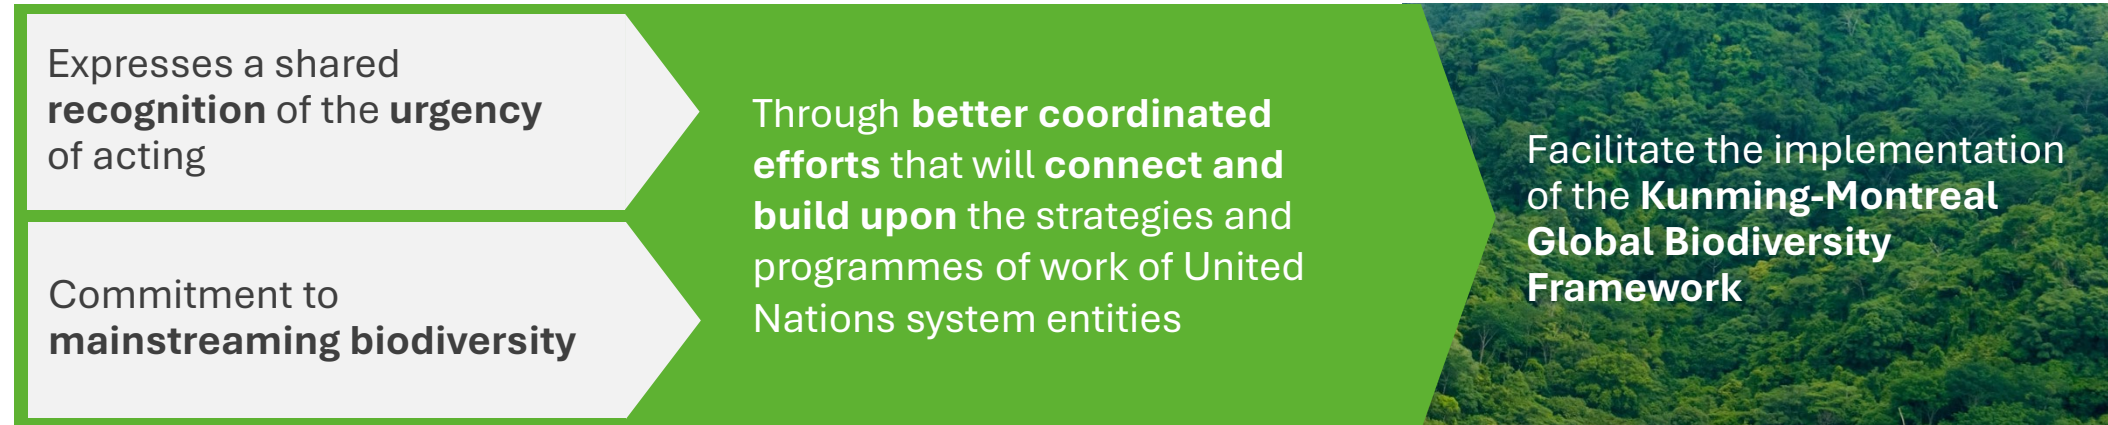 Expresses a shared
recognition of the urgency
of acting
Commitment to
mainstreaming biodiversity
Through better coordinated
efforts that will connect and
build upon the strategies and
programmes of work of United
Nations system entities
Facilitate the implementation
of the Kunming-Montreal
Global Biodiversity
Framework